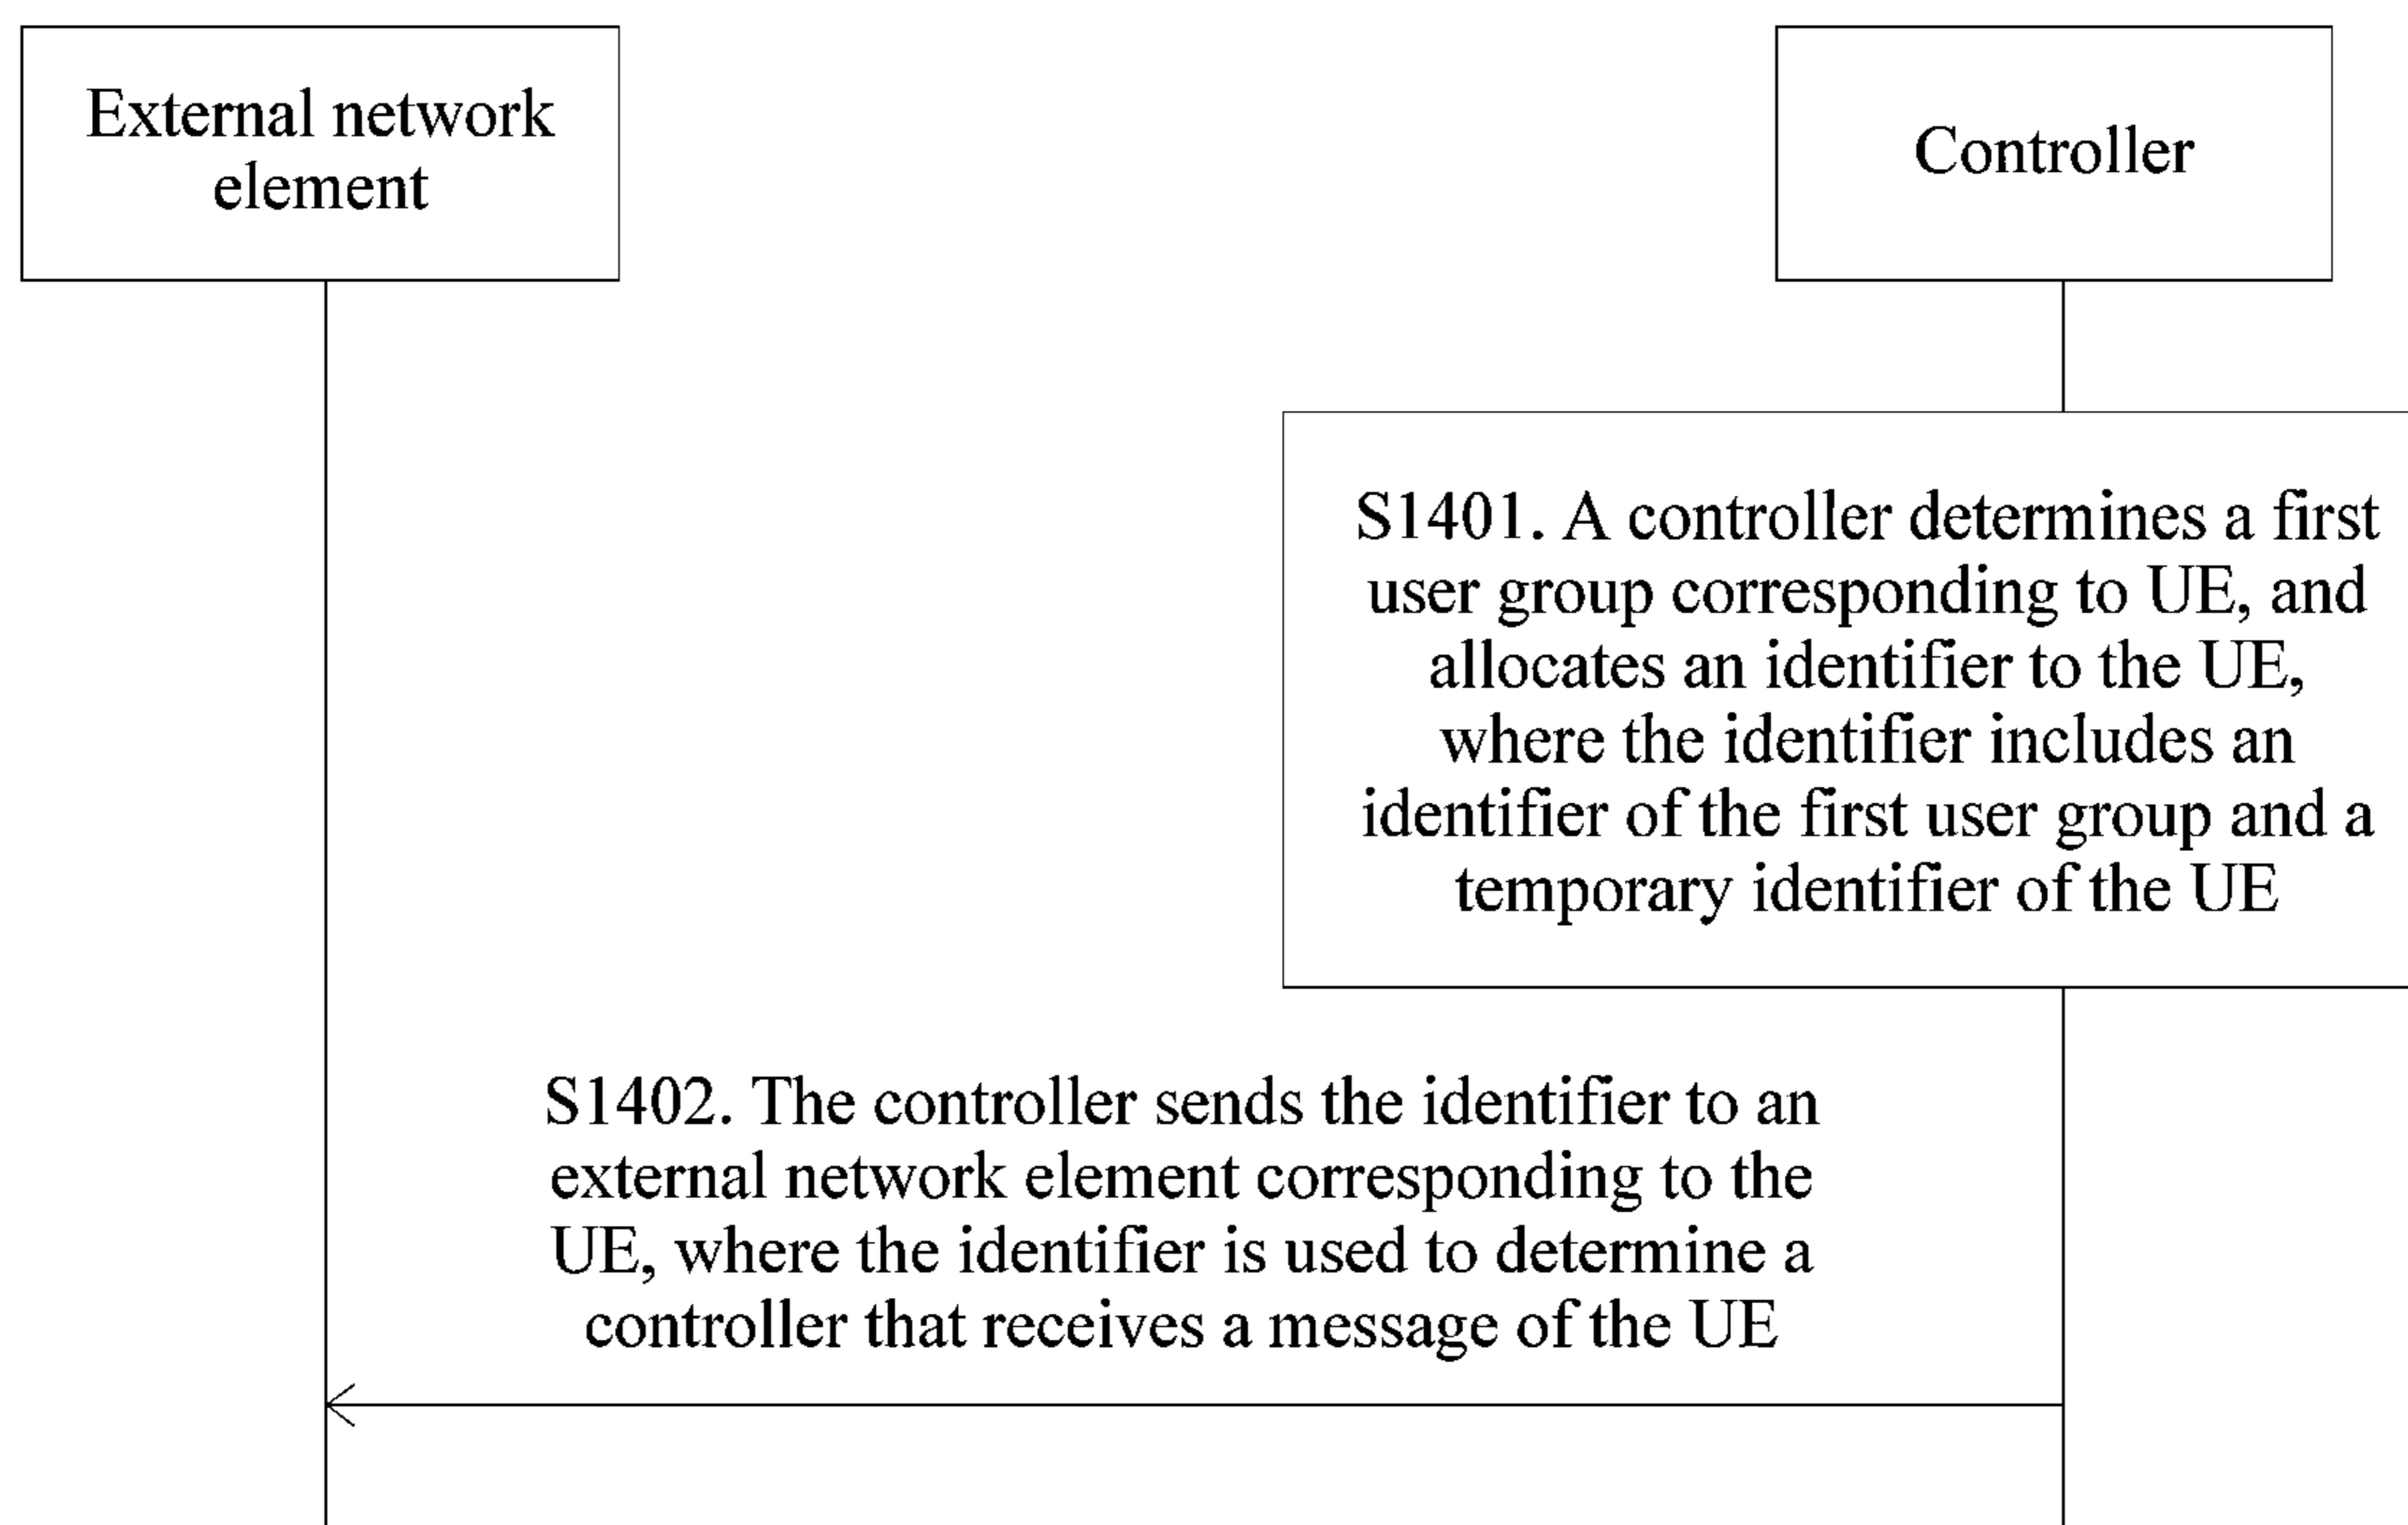 External network
element
Controller
S1401. A controller determines a first
user group corresponding to UE, and
allocates an identifier to the UE,
where the identifier includes an
identifier of the first user group and a
temporary identifier of the UE
S1402. The controller sends the identifier to an
external network element corresponding to the
UE, where the identifier is used to determine a
controller that receives a message of the UE